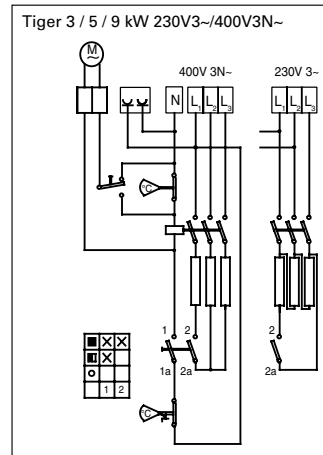 Tiger 3 / 5 / 9 kW 230V3~/400V3N~
M
~
400V 3N~
230V 3~
N
L1 L2 L3
L1 L2 L3
°C
1 2
2
1a 2a
2a
1 2
°C